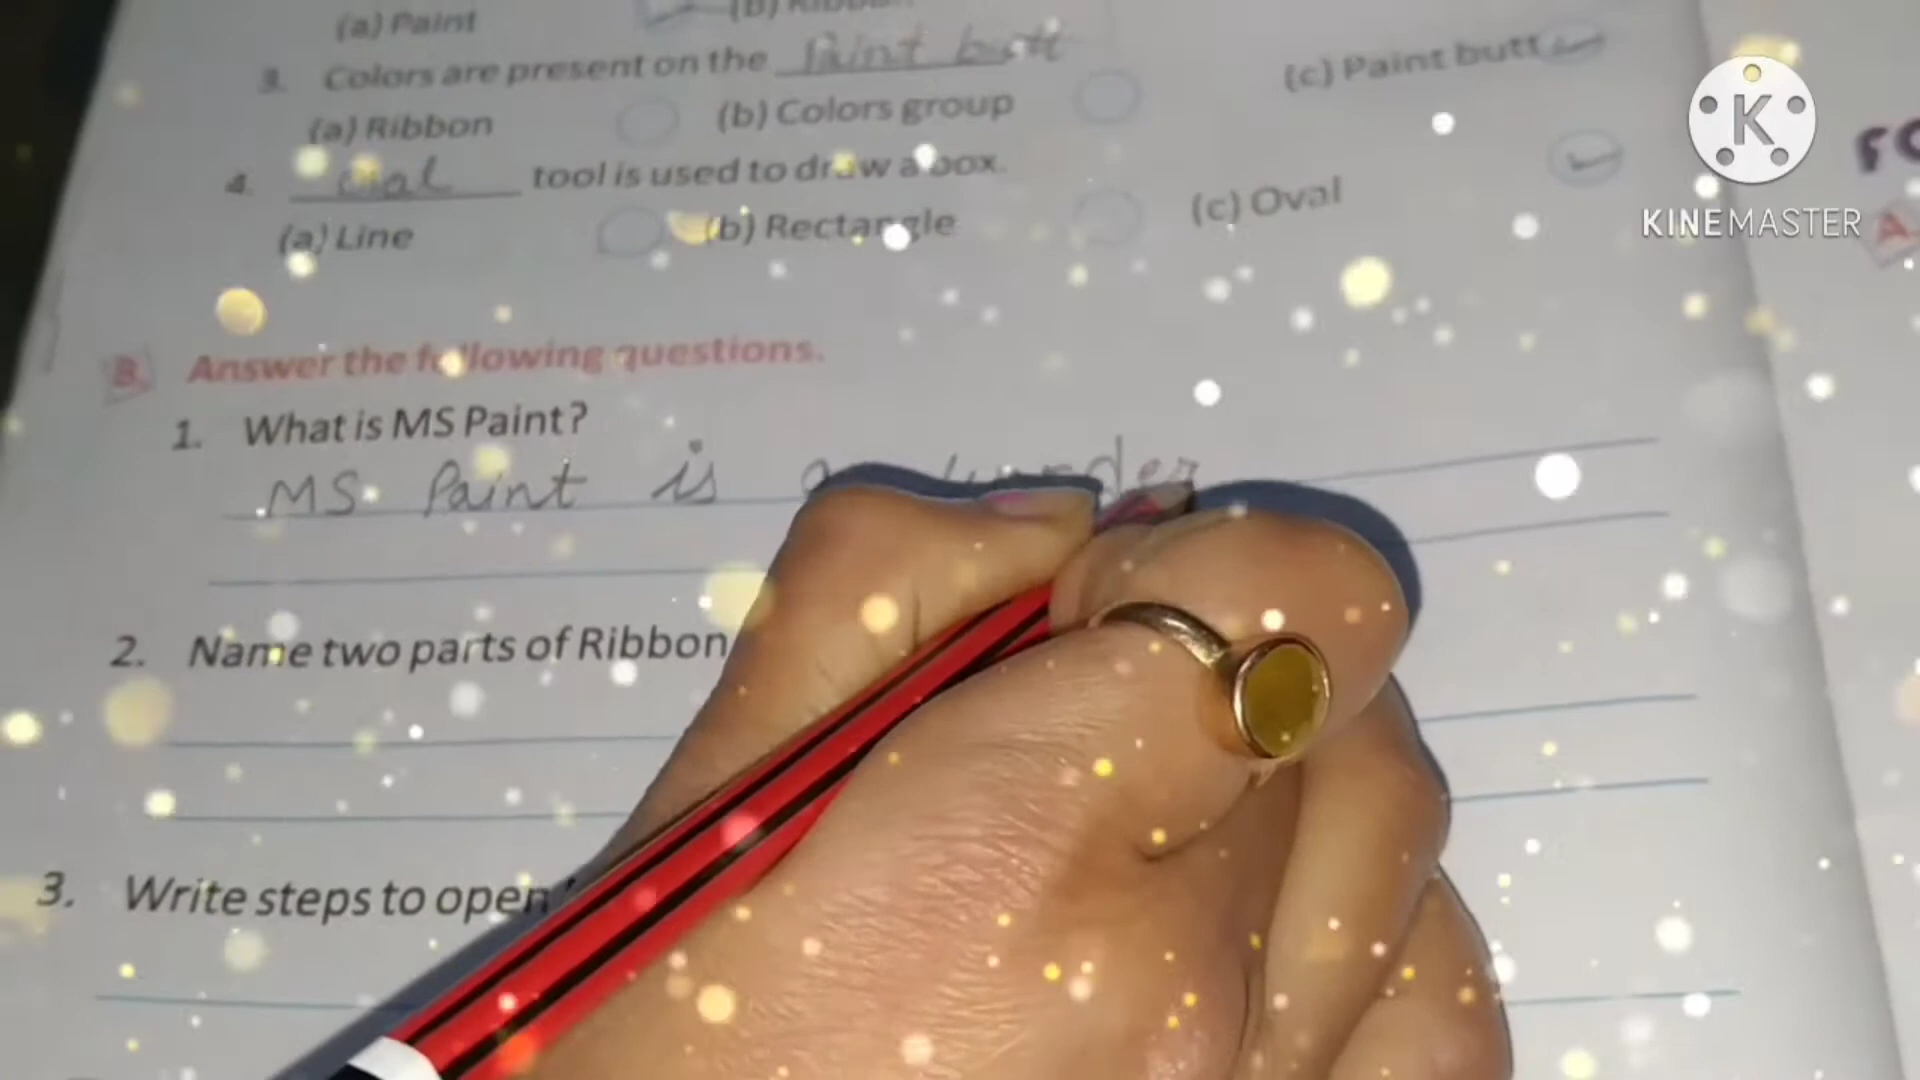 (a) Paint
3. Colors are present on the Paint butt
(a) Ribbon (b) Colors group (c) Paint butt
4. oval tool is used to draw a box.
(a) Line (b) Rectangle (c) Oval
B. Answer the following questions.
1. What is MS Paint?
MS Paint is a
2. Name two parts of Ribbon
3. Write steps to open
K
KINEMASTER
FO
A